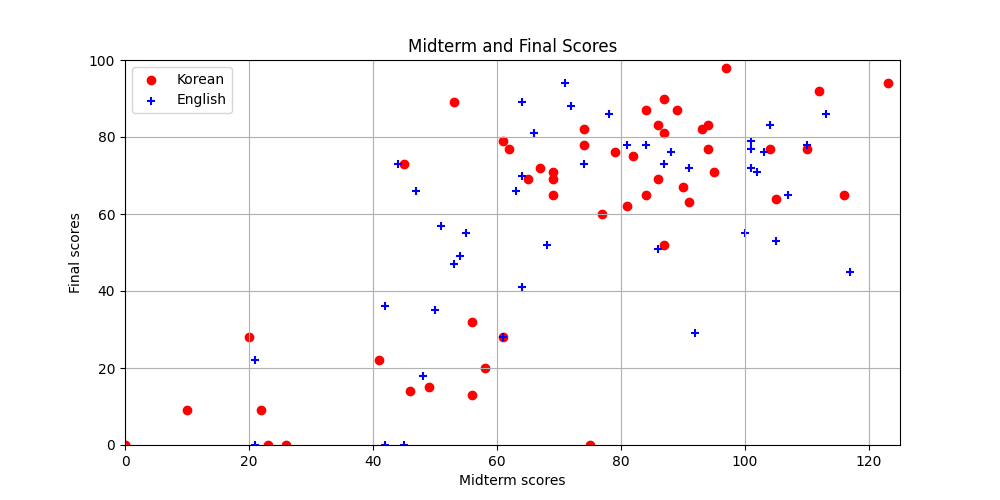 Midterm and Final Scores
Korean
English
100
80
60
40
20
0
Final scores
0 20 40 60 80 100 120
Midterm scores